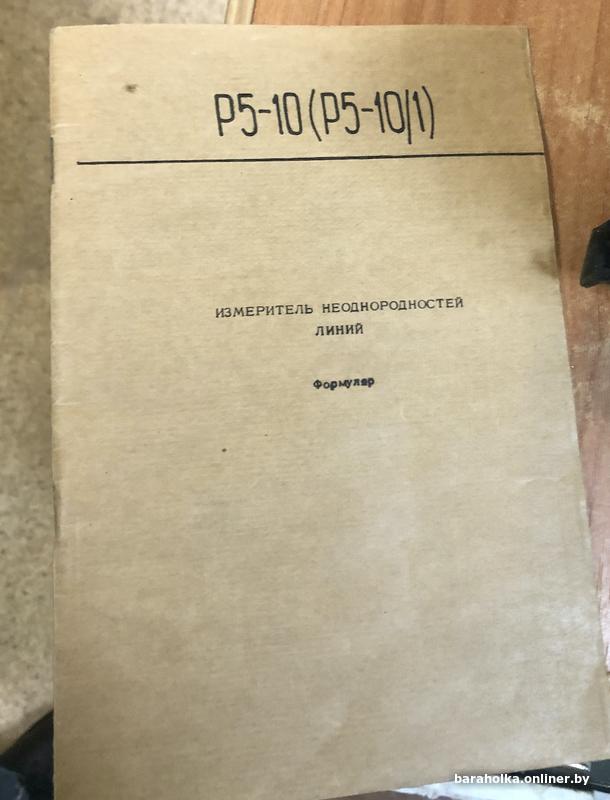 Р5-10(Р5-10/1)
ИЗМЕРИТЕЛЬ НЕОДНОРОДНОСТЕЙ
ЛИНИЙ
Формуляр
baraholka.onliner.by